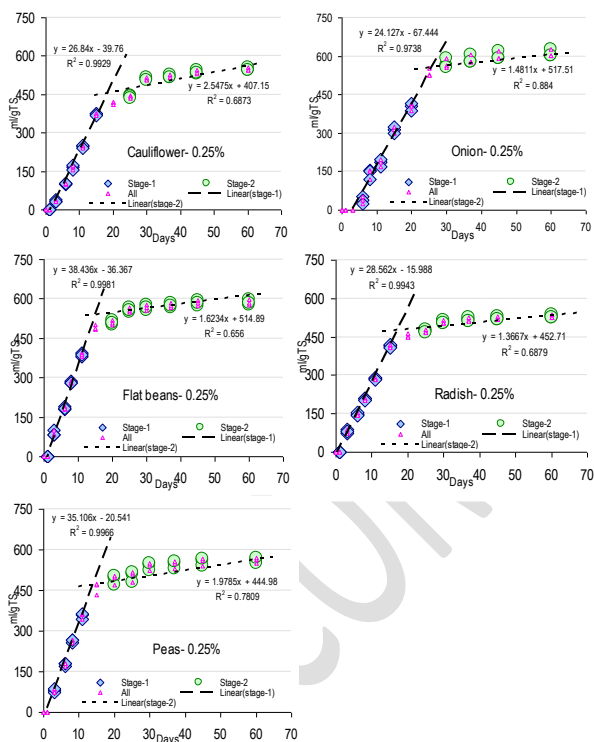 750
600
450
300
150
0
0 10 20 30 40 50 60 70
ml/gTS
Days
y = 26.84x - 39.76
R² = 0.9929
y = 2.5475x + 407.15
R² = 0.6873
Cauliflower- 0.25%
Stage-1
Stage-2
All
Linear(stage-1)
Linear(stage-2)
750
600
450
300
150
0
0 10 20 30 40 50 60 70
ml/gTS
Days
y = 24.127x - 67.444
R² = 0.9738
y = 1.4811x + 517.51
R² = 0.884
Onion- 0.25%
Stage-1
Stage-2
All
Linear(stage-1)
Linear(stage-2)
750
600
450
300
150
0
0 10 20 30 40 50 60 70
ml/gTS
Days
y = 38.436x - 36.367
R² = 0.9981
y = 1.6234x + 514.89
R² = 0.656
Flat beans- 0.25%
Stage-1
Stage-2
All
Linear(stage-1)
Linear(stage-2)
750
600
450
300
150
0
0 10 20 30 40 50 60 70
ml/gTS
Days
y = 28.562x - 15.988
R² = 0.9943
y = 1.3667x + 452.71
R² = 0.6879
Radish- 0.25%
Stage-1
Stage-2
All
Linear(stage-1)
Linear(stage-2)
750
600
450
300
150
0
0 10 20 30 40 50 60 70
ml/gTS
Days
y = 35.106x - 20.541
R² = 0.9966
y = 1.9785x + 444.98
R² = 0.7809
Peas- 0.25%
Stage-1
Stage-2
All
Linear(stage-1)
Linear(stage-2)